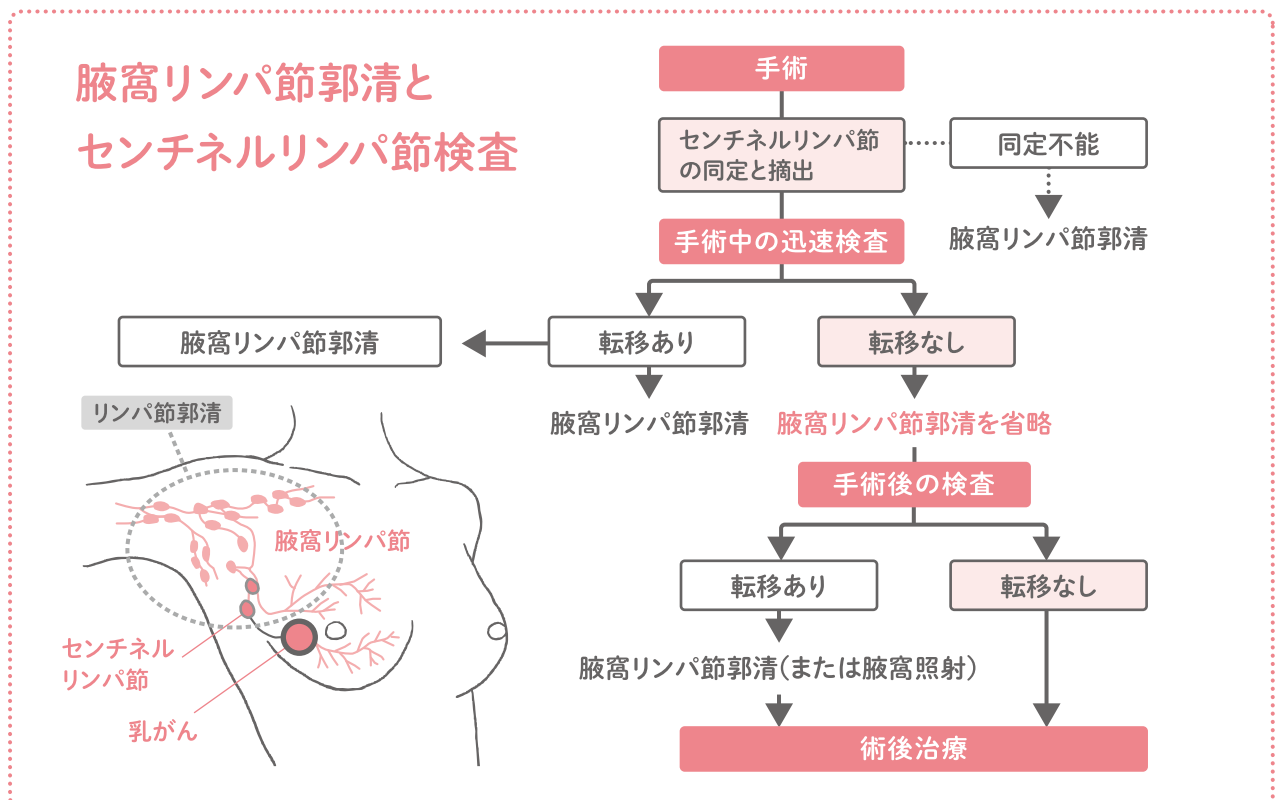 腋窩リンパ節郭清と
センチネルリンパ節検査
手術
センチネルリンパ節
の同定と摘出
同定不能
腋窩リンパ節郭清
手術中の迅速検査
腋窩リンパ節郭清
転移あり
転移なし
腋窩リンパ節郭清
腋窩リンパ節郭清を省略
手術後の検査
転移あり
転移なし
腋窩リンパ節郭清(または腋窩照射)
術後治療
リンパ節郭清
腋窩リンパ節
センチネル
リンパ節
乳がん